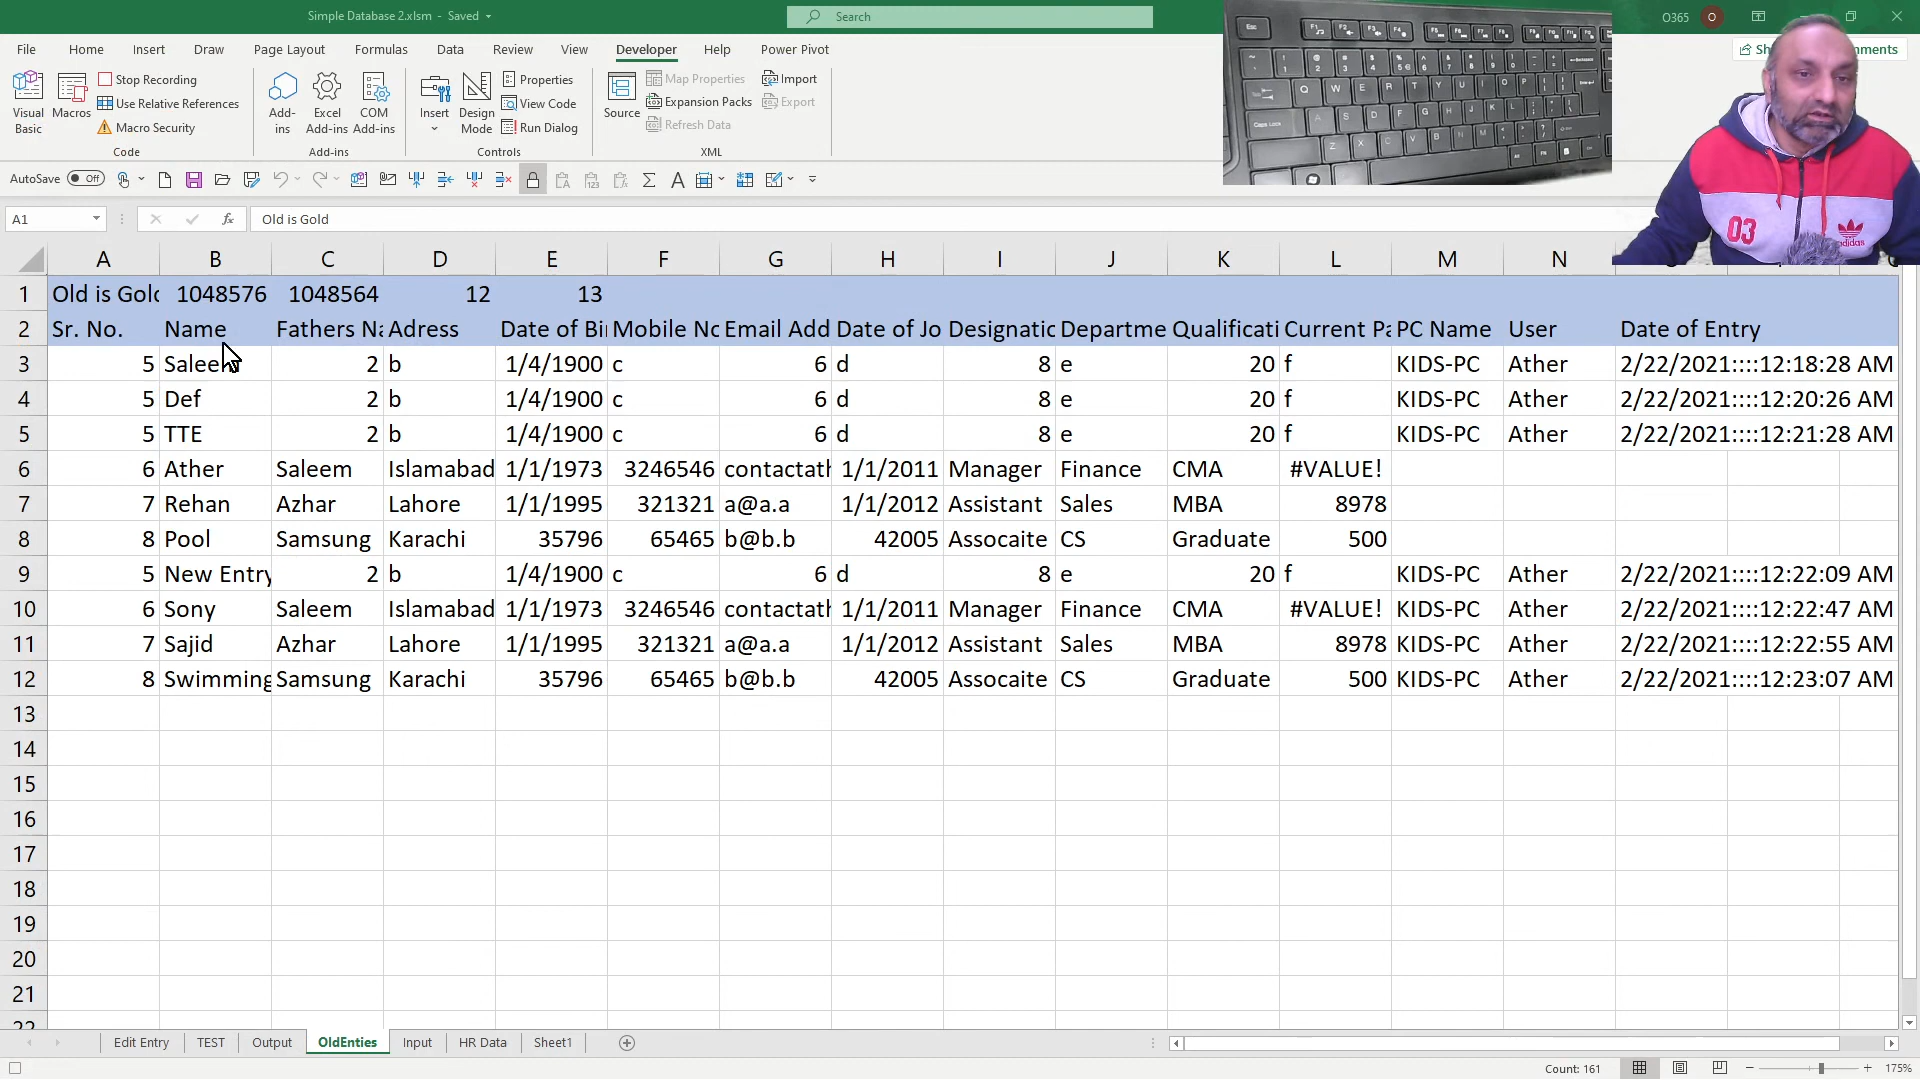 Simple Database 2.xlsm - Saved
Search
O365
O
File Home Insert Draw Page Layout Formulas Data Review View Developer Help Power Pivot
Visual Basic
Macros
Stop Recording
Use Relative References
Macro Security
Code
Add-ins
Excel Add-ins
COM Add-ins
Add-ins
Insert
Design Mode
Properties
View Code
Run Dialog
Controls
Source
Map Properties
Expansion Packs
Refresh Data
Import
Export
XML
AutoSave Off
A1
fx
Old is Gold
A B C D E F G H I J K L M N
1 Old is Gold 1048576 1048564 12 13
2 Sr. No. Name Fathers Na Adress Date of Bi Mobile No Email Add Date of Jo Designatic Departme Qualificati Current Pa PC Name User Date of Entry
3 5 Saleem 2 b 1/4/1900 c 6 d 8 e 20 f KIDS-PC Ather 2/22/2021::::12:18:28 AM
4 5 Def 2 b 1/4/1900 c 6 d 8 e 20 f KIDS-PC Ather 2/22/2021::::12:20:26 AM
5 5 TTE 2 b 1/4/1900 c 6 d 8 e 20 f KIDS-PC Ather 2/22/2021::::12:21:28 AM
6 6 Ather Saleem Islamabad 1/1/1973 3246546 contactath 1/1/2011 Manager Finance CMA #VALUE!
7 7 Rehan Azhar Lahore 1/1/1995 321321 a@a.a 1/1/2012 Assistant Sales MBA 8978
8 8 Pool Samsung Karachi 35796 65465 b@b.b 42005 Assocaite CS Graduate 500
9 5 New Entry 2 b 1/4/1900 c 6 d 8 e 20 f KIDS-PC Ather 2/22/2021::::12:22:09 AM
10 6 Sony Saleem Islamabad 1/1/1973 3246546 contactath 1/1/2011 Manager Finance CMA #VALUE! KIDS-PC Ather 2/22/2021::::12:22:47 AM
11 7 Sajid Azhar Lahore 1/1/1995 321321 a@a.a 1/1/2012 Assistant Sales MBA 8978 KIDS-PC Ather 2/22/2021::::12:22:55 AM
12 8 Swimming Samsung Karachi 35796 65465 b@b.b 42005 Assocaite CS Graduate 500 KIDS-PC Ather 2/22/2021::::12:23:07 AM
13
14
15
16
17
18
19
20
21
22
Edit Entry TEST Output OldEnties Input HR Data Sheet1
Count: 161
175%
03
adidas